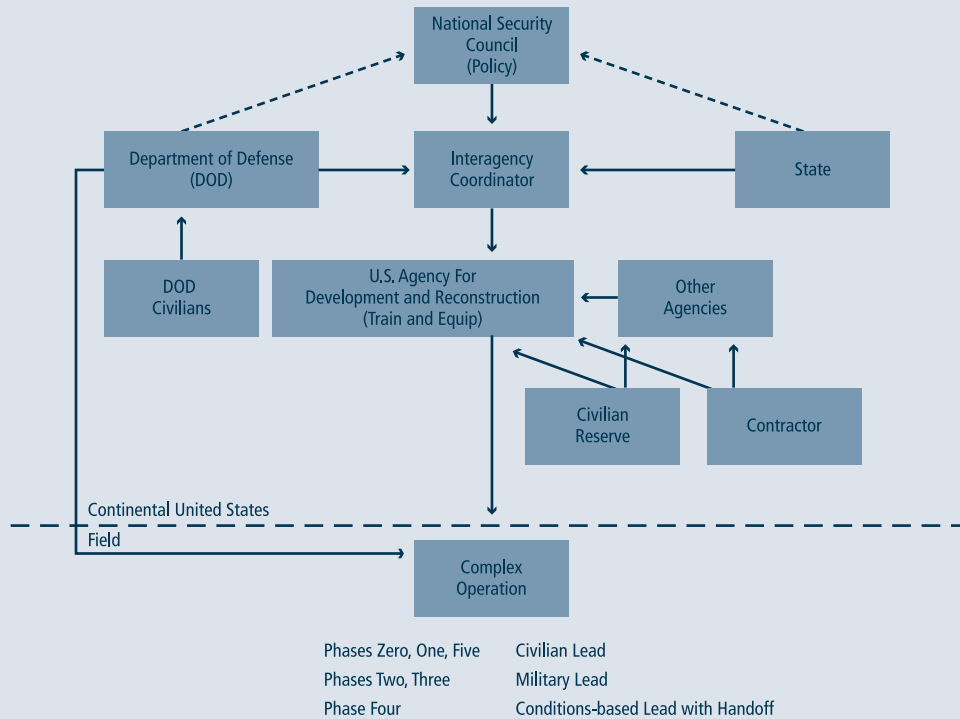 National Security
Council
(Policy)
Department of Defense
(DOD)
Interagency
Coordinator
State
DOD
Civilians
U.S. Agency For
Development and Reconstruction
(Train and Equip)
Other
Agencies
Civilian
Reserve
Contractor
Continental United States
Field
Complex
Operation
Phases Zero, One, Five Civilian Lead
Phases Two, Three Military Lead
Phase Four Conditions-based Lead with Handoff